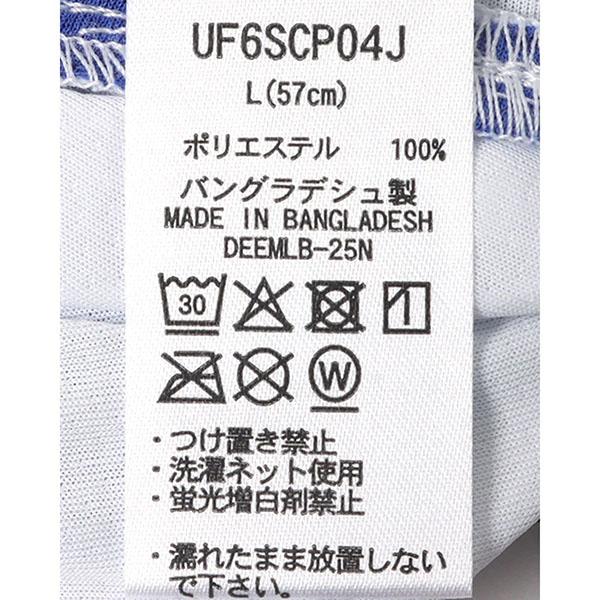 UF6SCP04J
L(57cm)
ポリエステル 100%
バングラデシュ製
MADE IN BANGLADESH
DEEMLB-25N
30
W
・つけ置き禁止
・洗濯ネット使用
・蛍光増白剤禁止
・濡れたまま放置しない
で下さい。